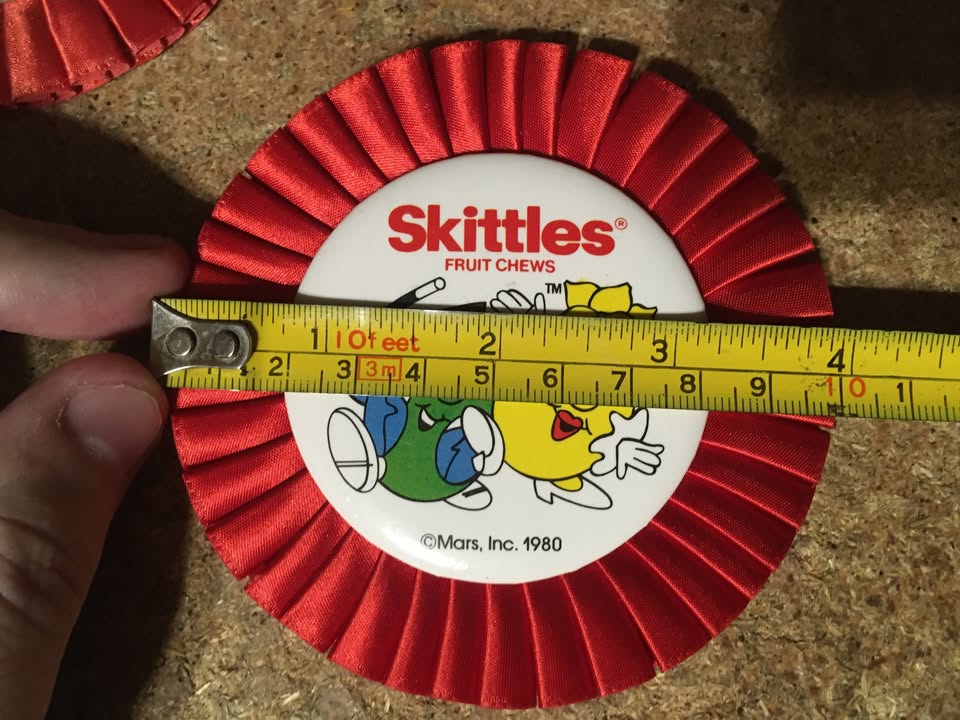 Skittles®
FRUIT CHEWS
TM
1 10feet 2 3 4
2 3 3m 4 5 6 7 8 9 10 1
©Mars, Inc. 1980